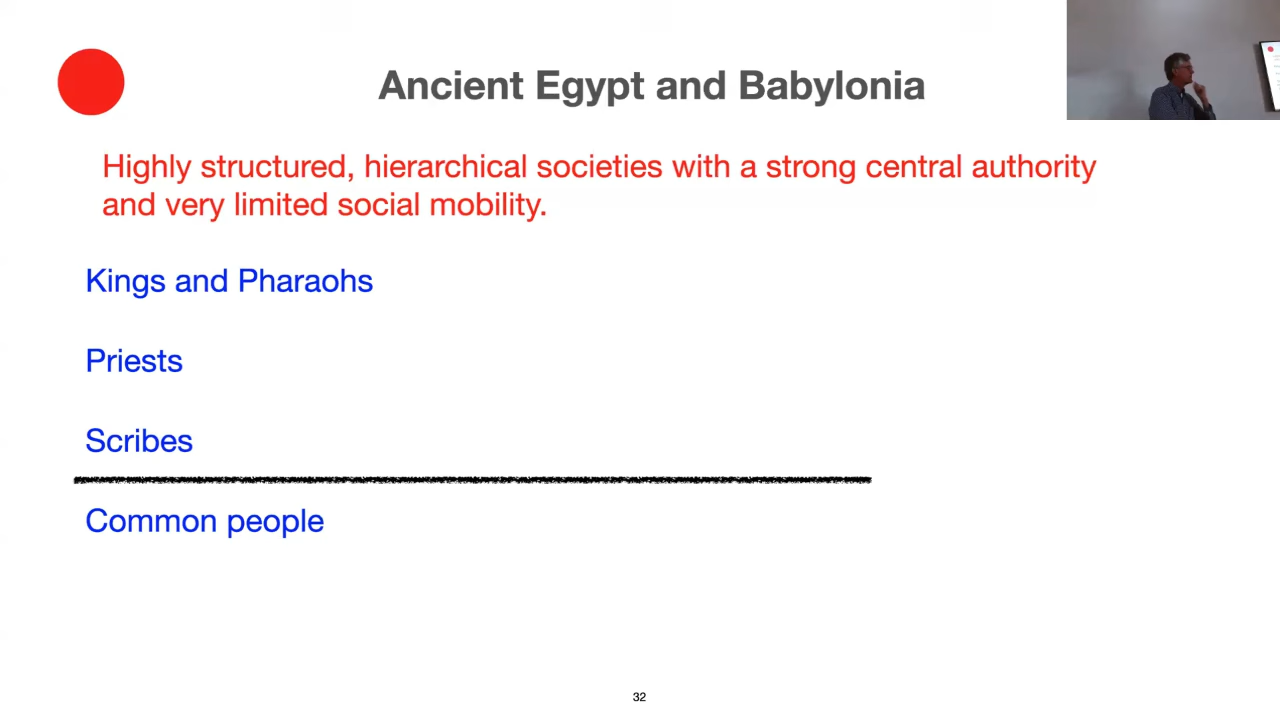 Ancient Egypt and Babylonia
Highly structured, hierarchical societies with a strong central authority
and very limited social mobility.
Kings and Pharaohs
Priests
Scribes
Common people
32